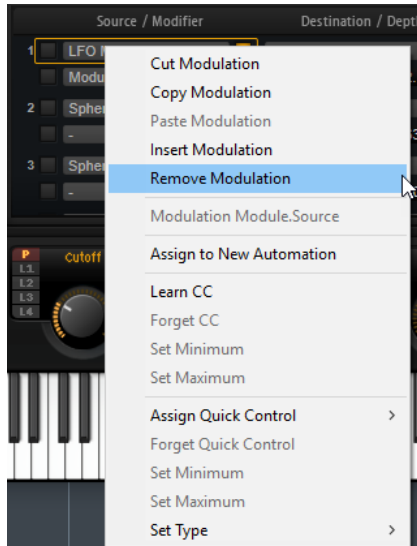 Source / Modifier
Destination / Dept
1
LFO
Modu
2
Spher
-
3
Spher
-
Cut Modulation
Copy Modulation
Paste Modulation
Insert Modulation
Remove Modulation
Modulation Module.Source
Assign to New Automation
Learn CC
Forget CC
Set Minimum
Set Maximum
Assign Quick Control
Forget Quick Control
Set Minimum
Set Maximum
Set Type
P
Cutoff
L1
L2
L3
L4